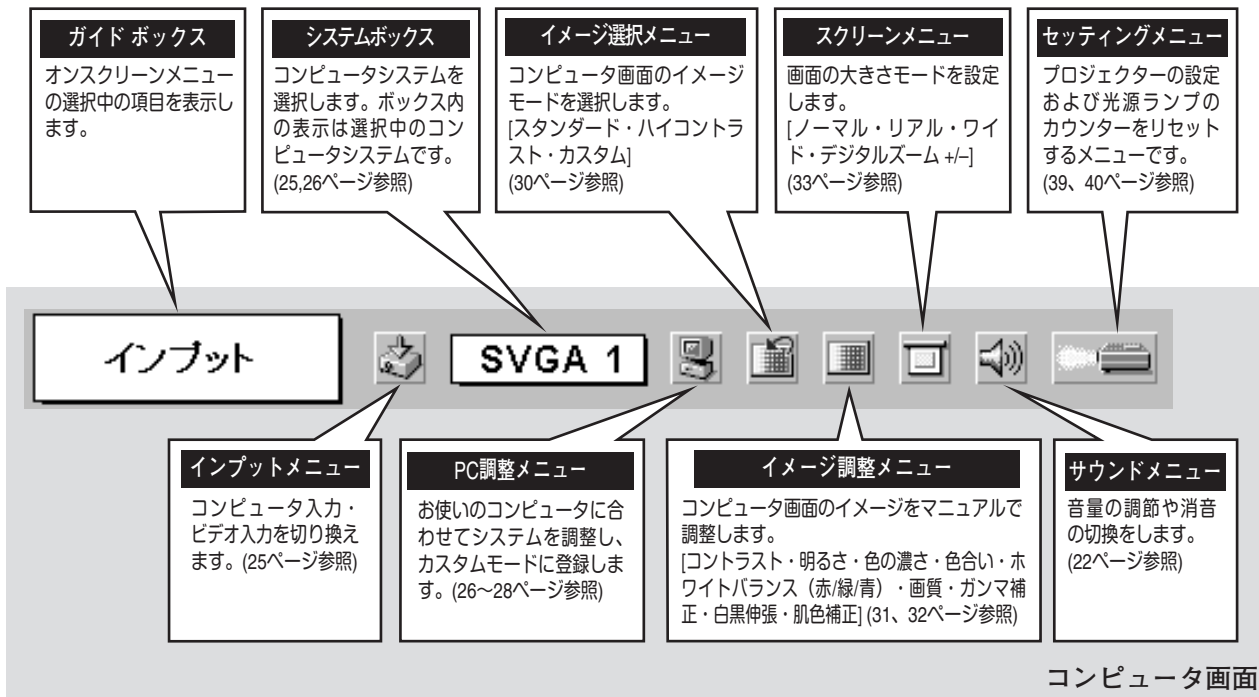 ガイド ボックス
オンスクリーンメニュー
の選択中の項目を表示し
ます。
システムボックス
コンピュータシステムを
選択します。ボックス内
の表示は選択中のコン
ピュータシステムです。
(25,26ページ参照)
イメージ選択メニュー
コンピュータ画面のイメージ
モードを選択します。
[スタンダード・ハイコントラ
スト・カスタム]
(30ページ参照)
スクリーンメニュー
画面の大きさモードを設定
します。
[ノーマル・リアル・ワイ
ド・デジタルズーム +/–]
(33ページ参照)
セッティングメニュー
プロジェクターの設定
および光源ランプの
カウンターをリセット
するメニューです。
(39、40ページ参照)
インプット
SVGA 1
インプットメニュー
コンピュータ入力・
ビデオ入力を切り換え
ます。(25ページ参照)
PC調整メニュー
お使いのコンピュータに合
わせてシステムを調整し、
カスタムモードに登録しま
す。(26〜28ページ参照)
イメージ調整メニュー
コンピュータ画面のイメージをマニュアルで
調整します。
[コントラスト・明るさ・色の濃さ・色合い・ホ
ワイトバランス（赤/緑/青）・画質・ガンマ補
正・白黒伸張・肌色補正] (31、32ページ参照)
サウンドメニュー
音量の調節や消音
の切換をします。
(22ページ参照)
コンピュータ画面